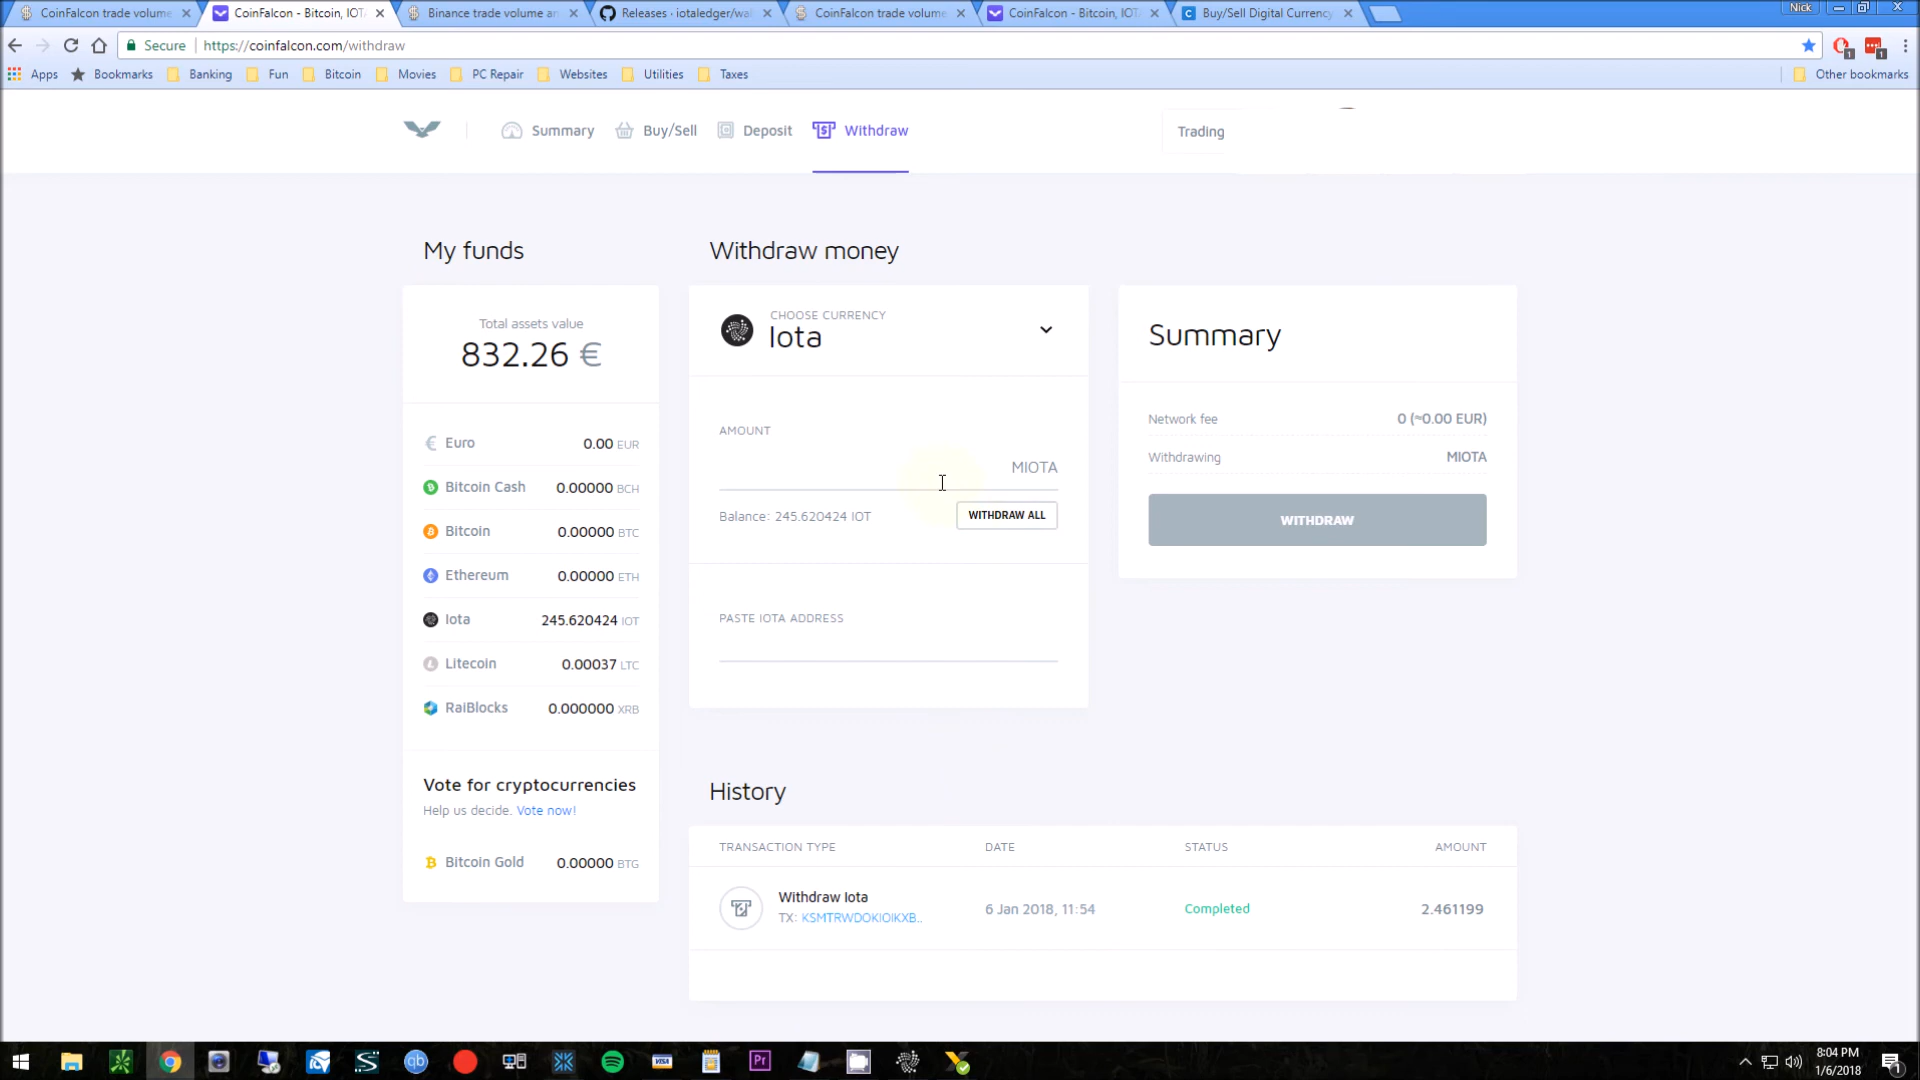 CoinFalcon trade volume
CoinFalcon - Bitcoin, IOT
Binance trade volume an
Releases · iotaledger/wal
CoinFalcon trade volume
CoinFalcon - Bitcoin, IOT
Buy/Sell Digital Currency
Nick
Secure https://coinfalcon.com/withdraw
Apps Bookmarks Banking Fun Bitcoin Movies PC Repair Websites Utilities Taxes Other bookmarks
Summary Buy/Sell Deposit Withdraw Trading
My funds
Total assets value
832.26 €
Euro 0.00 EUR
Bitcoin Cash 0.00000 BCH
Bitcoin 0.00000 BTC
Ethereum 0.00000 ETH
Iota 245.620424 IOT
Litecoin 0.00037 LTC
RaiBlocks 0.000000 XRB
Vote for cryptocurrencies
Help us decide. Vote now!
Bitcoin Gold 0.00000 BTG
Withdraw money
CHOOSE CURRENCY
Iota
AMOUNT
MIOTA
Balance: 245.620424 IOT WITHDRAW ALL
PASTE IOTA ADDRESS
Summary
Network fee 0 (≈0.00 EUR)
Withdrawing MIOTA
WITHDRAW
History
TRANSACTION TYPE DATE STATUS AMOUNT
Withdraw Iota
TX: KSMTRWDOKIOIKXB..
6 Jan 2018, 11:54 Completed 2.461199
8:04 PM
1/6/2018